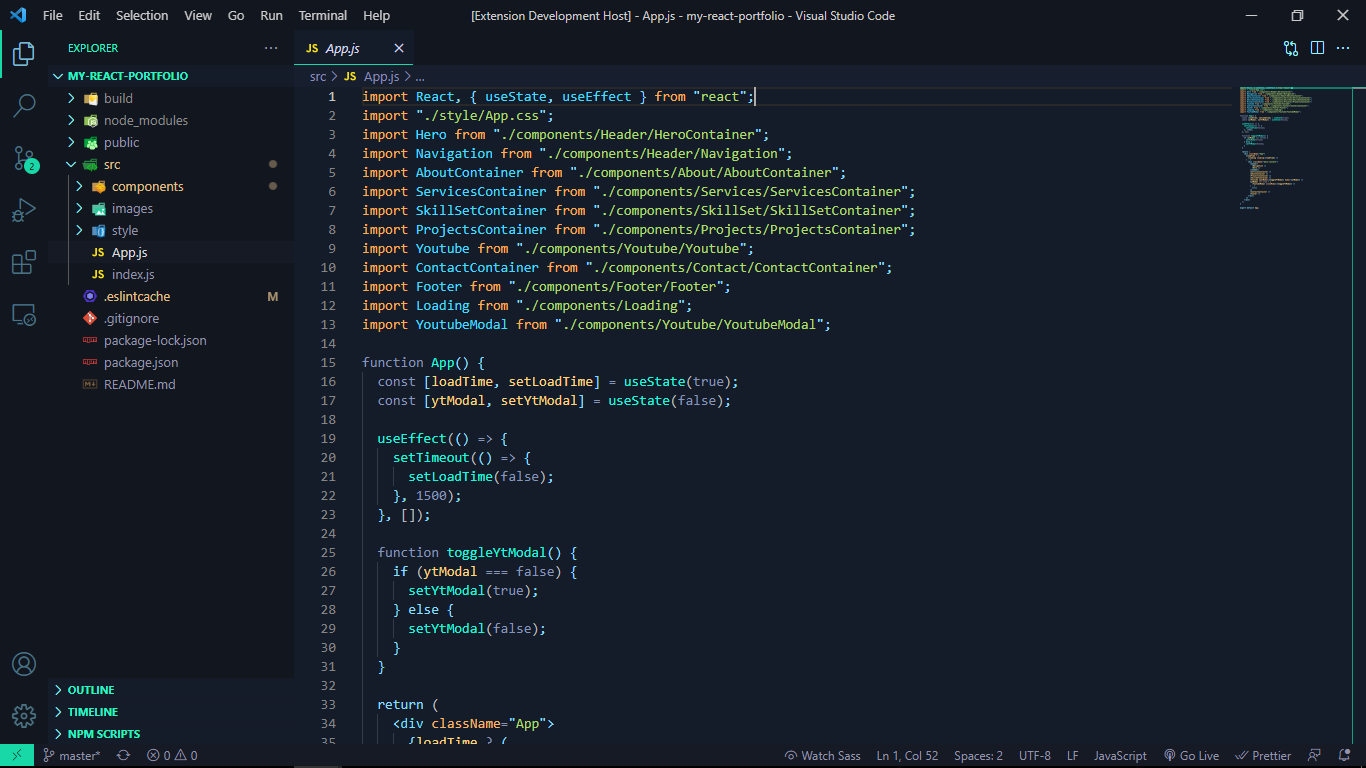 File Edit Selection View Go Run Terminal Help [Extension Development Host] - App.js - my-react-portfolio - Visual Studio Code
EXPLORER
MY-REACT-PORTFOLIO
build
node_modules
public
src
components
images
style
JS App.js
JS index.js
.eslintcache M
.gitignore
package-lock.json
package.json
README.md
OUTLINE
TIMELINE
NPM SCRIPTS
2
JS App.js
src > JS App.js > ...
1 import React, { useState, useEffect } from "react";
2 import "./style/App.css";
3 import Hero from "./components/Header/HeroContainer";
4 import Navigation from "./components/Header/Navigation";
5 import AboutContainer from "./components/About/AboutContainer";
6 import ServicesContainer from "./components/Services/ServicesContainer";
7 import SkillSetContainer from "./components/SkillSet/SkillSetContainer";
8 import ProjectsContainer from "./components/Projects/ProjectsContainer";
9 import Youtube from "./components/Youtube/Youtube";
10 import ContactContainer from "./components/Contact/ContactContainer";
11 import Footer from "./components/Footer/Footer";
12 import Loading from "./components/Loading";
13 import YoutubeModal from "./components/Youtube/YoutubeModal";
14
15 function App() {
16 const [loadTime, setLoadTime] = useState(true);
17 const [ytModal, setYtModal] = useState(false);
18
19 useEffect(() => {
20 setTimeout(() => {
21 setLoadTime(false);
22 }, 1500);
23 }, []);
24
25 function toggleYtModal() {
26 if (ytModal === false) {
27 setYtModal(true);
28 } else {
29 setYtModal(false);
30 }
31 }
32
33 return (
34 <div className="App">
35 {loadTime ? (
master* 0 0 Watch Sass Ln 1, Col 52 Spaces: 2 UTF-8 LF JavaScript Go Live Prettier